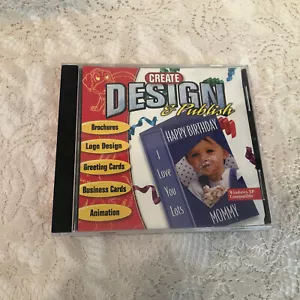 CREATE
DESIGN
& Publish
Brochures
Logo Design
Greeting Cards
Business Cards
Animation
HAPPY BIRTHDAY
I
Love
You
Lots
MOMMY
Windows XP
Compatible